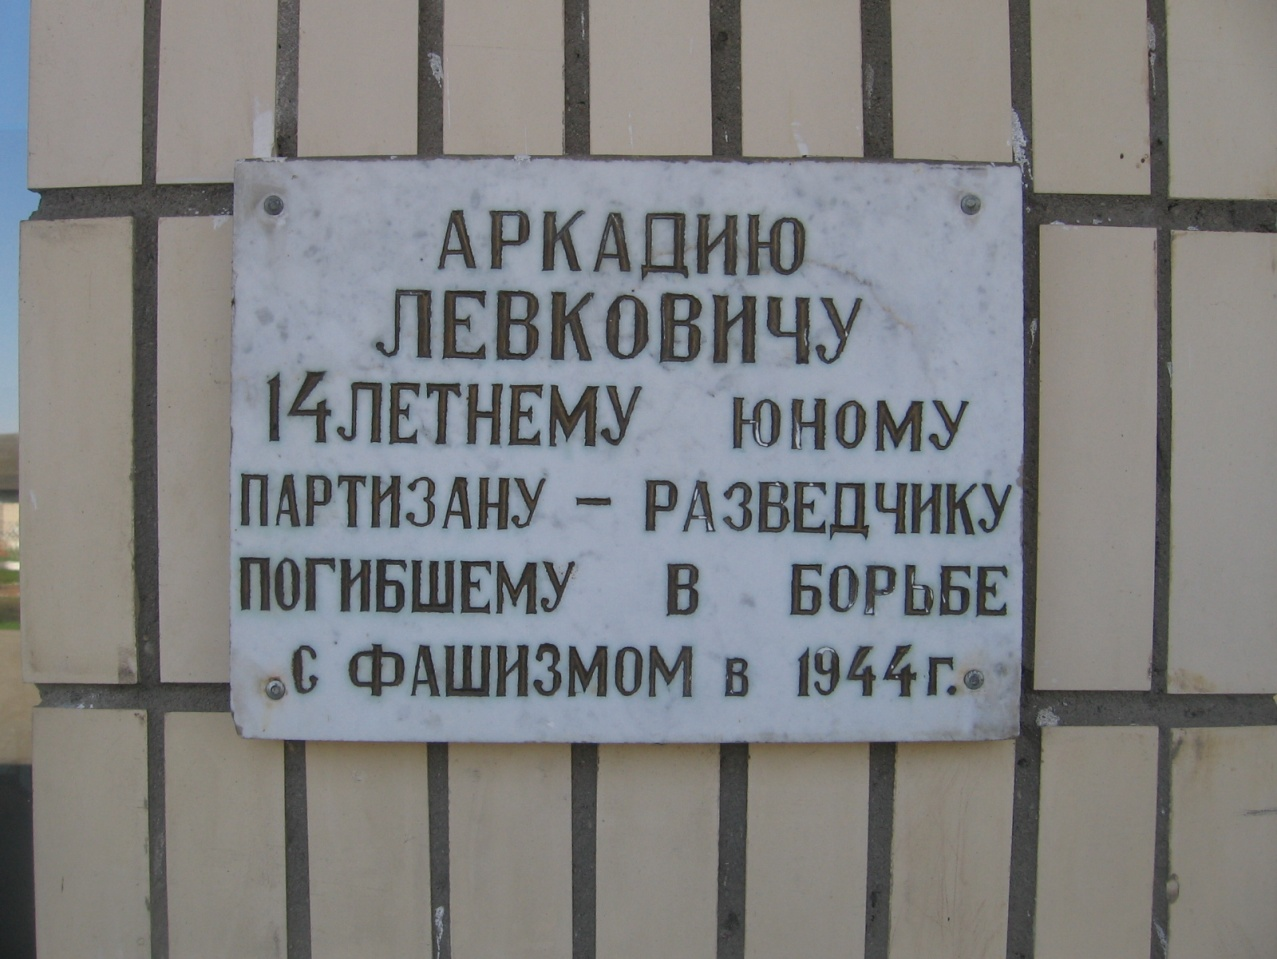 АРКАДИЮ
ЛЕВКОВИЧУ
14ЛЕТНЕМУ ЮНОМУ
ПАРТИЗАНУ – РАЗВЕДЧИКУ
ПОГИБШЕМУ В БОРЬБЕ
С ФАШИЗМОМ В 1944г.